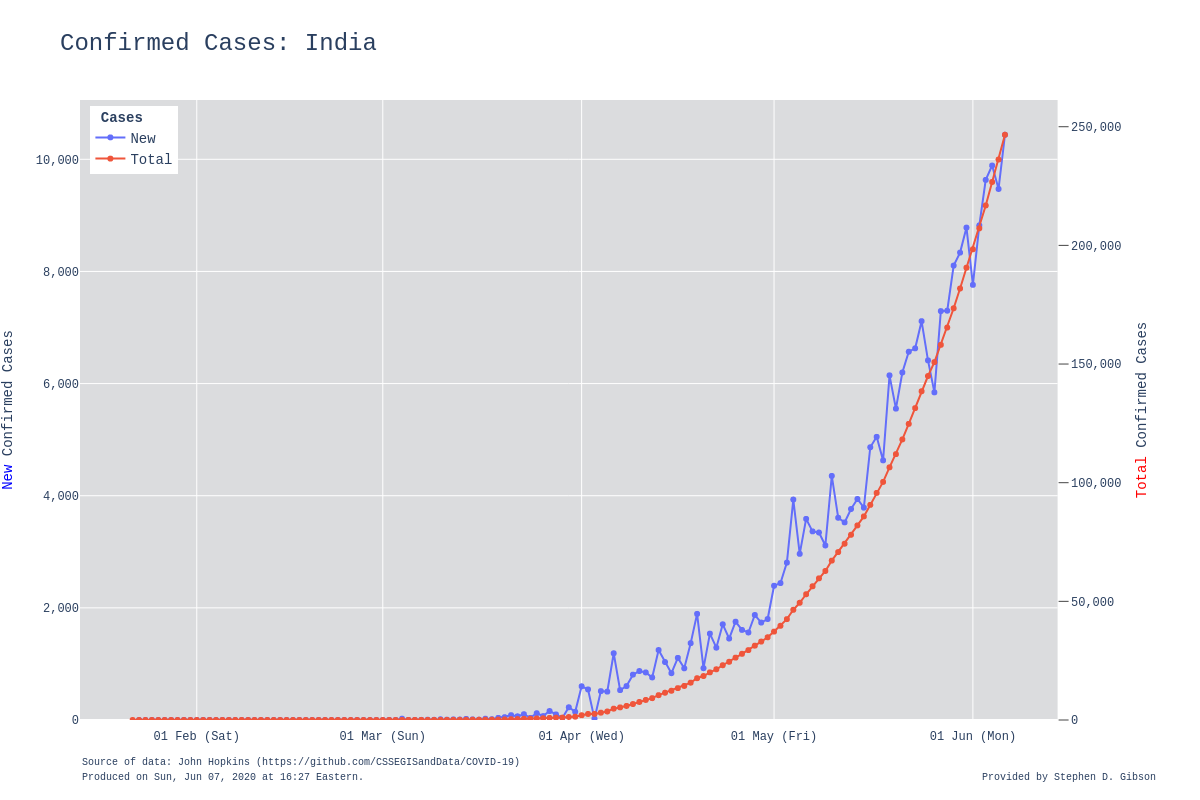 Confirmed Cases: India
Cases
New
Total
10,000
8,000
6,000
4,000
2,000
0
New Confirmed Cases
250,000
200,000
150,000
100,000
50,000
0
Total Confirmed Cases
01 Feb (Sat)
01 Mar (Sun)
01 Apr (Wed)
01 May (Fri)
01 Jun (Mon)
Source of data: John Hopkins (https://github.com/CSSEGISandData/COVID-19)
Produced on Sun, Jun 07, 2020 at 16:27 Eastern.
Provided by Stephen D. Gibson